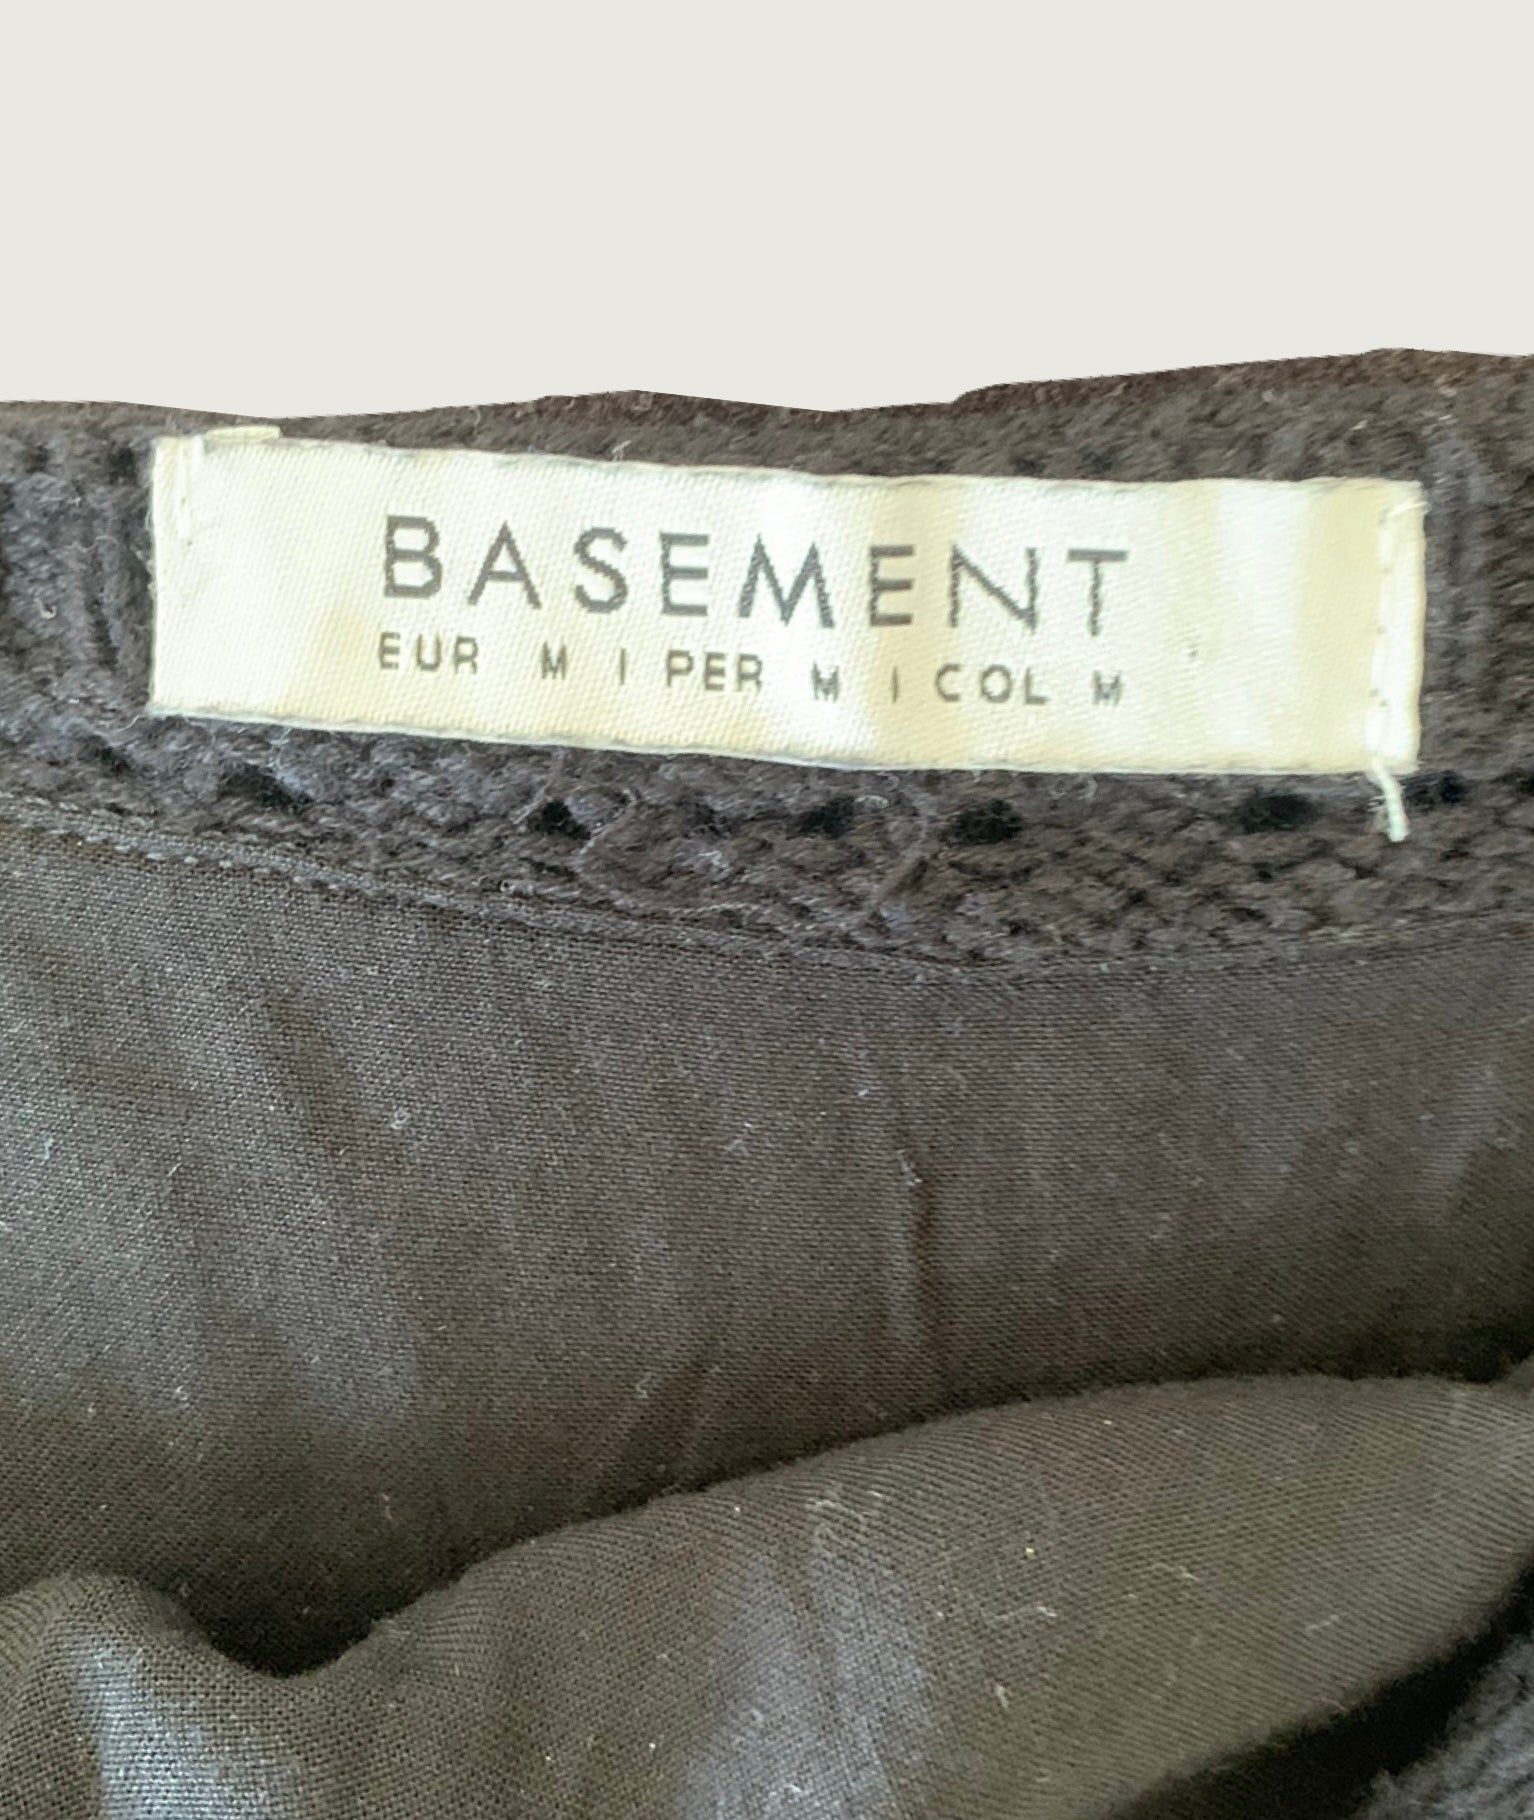 BASEMENT
EUR M | PER M | COL M